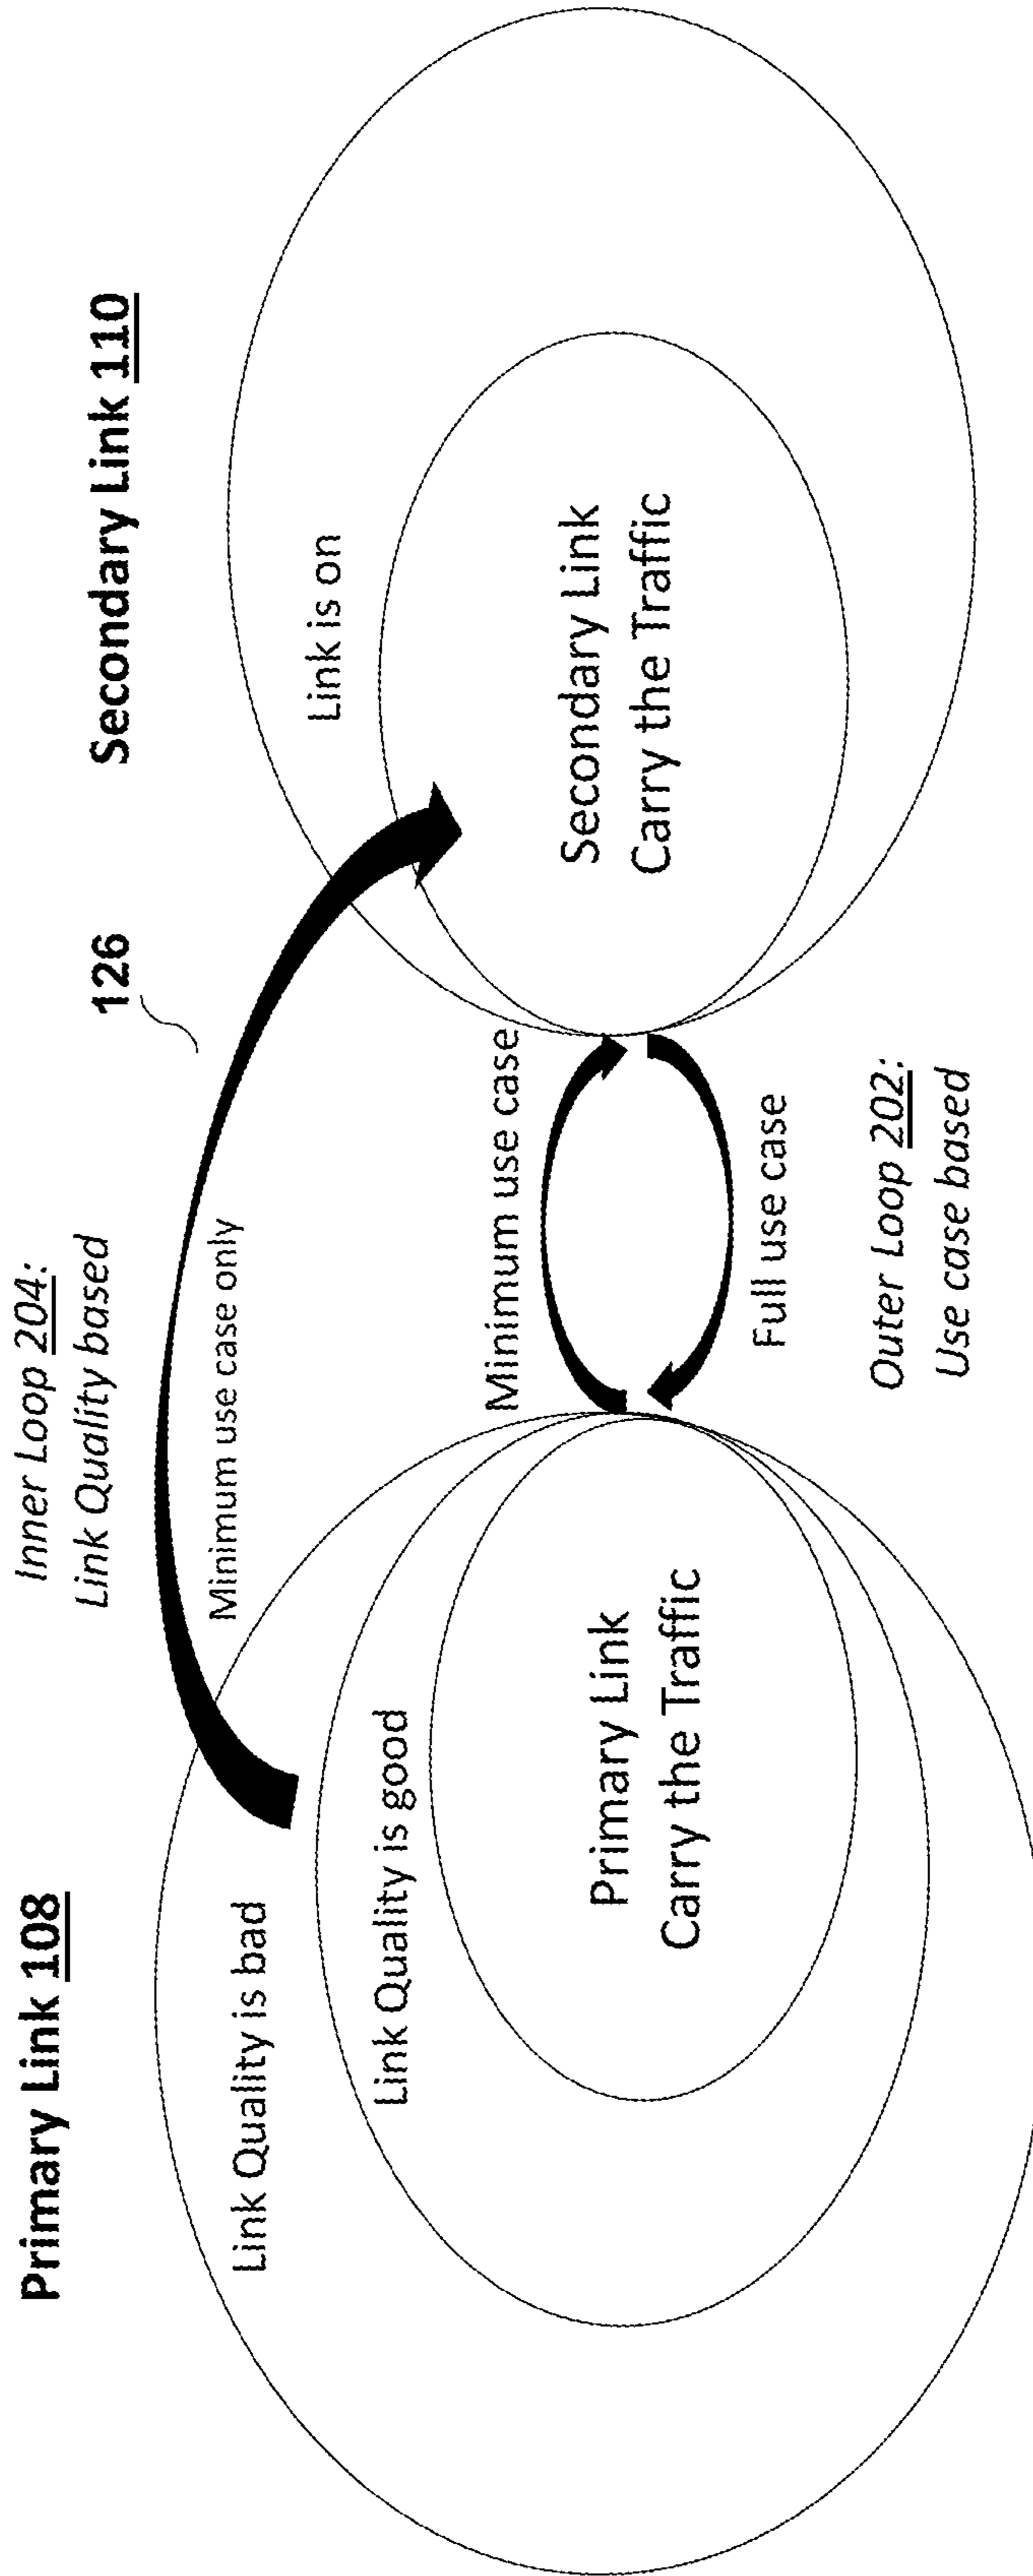 Primary Link 108
Inner Loop 204:
Link Quality based
126
Secondary Link 110
Link Quality is bad
Minimum use case only
Link is on
Link Quality is good
Minimum use case
Primary Link
Carry the Traffic
Secondary Link
Carry the Traffic
Full use case
Outer Loop 202:
Use case based